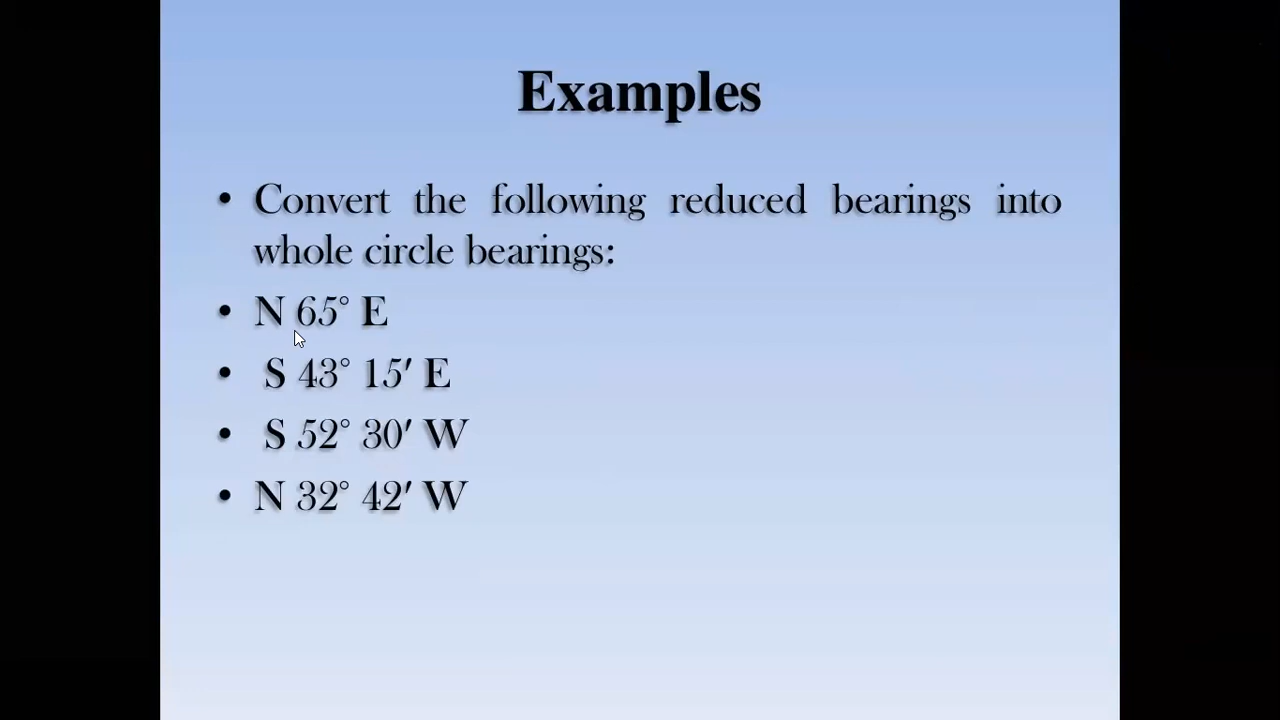 Examples
• Convert the following reduced bearings into
whole circle bearings:
• N 65° E
• S 43° 15′ E
• S 52° 30′ W
• N 32° 42′ W